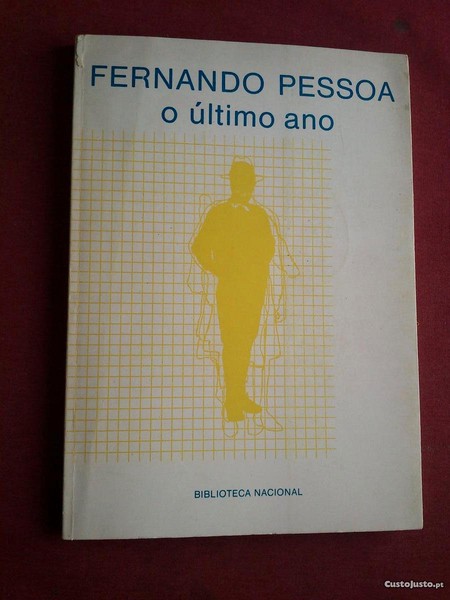 FERNANDO PESSOA
o último ano
BIBLIOTECA NACIONAL
CustoJusto.pt